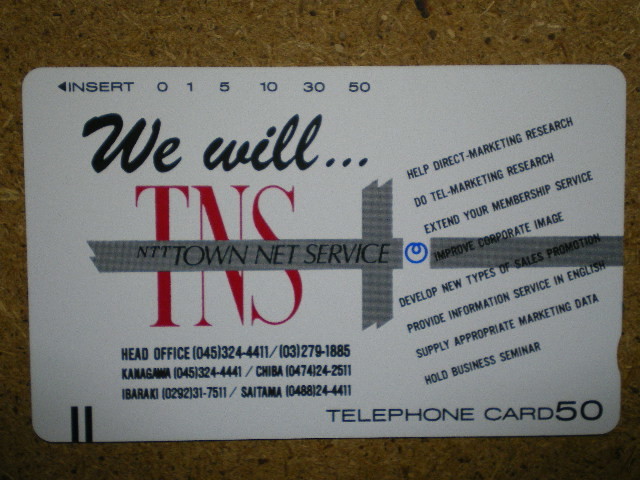 ◀INSERT 0 1 5 10 30 50
We will...
TNS
NTT TOWN NET SERVICE
HELP DIRECT-MARKETING RESEARCH
DO TEL-MARKETING RESEARCH
EXTEND YOUR MEMBERSHIP SERVICE
IMPROVE CORPORATE IMAGE
DEVELOP NEW TYPES OF SALES PROMOTION
PROVIDE INFORMATION SERVICE IN ENGLISH
SUPPLY APPROPRIATE MARKETING DATA
HOLD BUSINESS SEMINAR
HEAD OFFICE (045)324-4411/(03)279-1885
KANAGAWA (045)324-4441 / CHIBA (0474)24-2511
IBARAKI (0292)31-7511 / SAITAMA (0488)24-4411
TELEPHONE CARD50